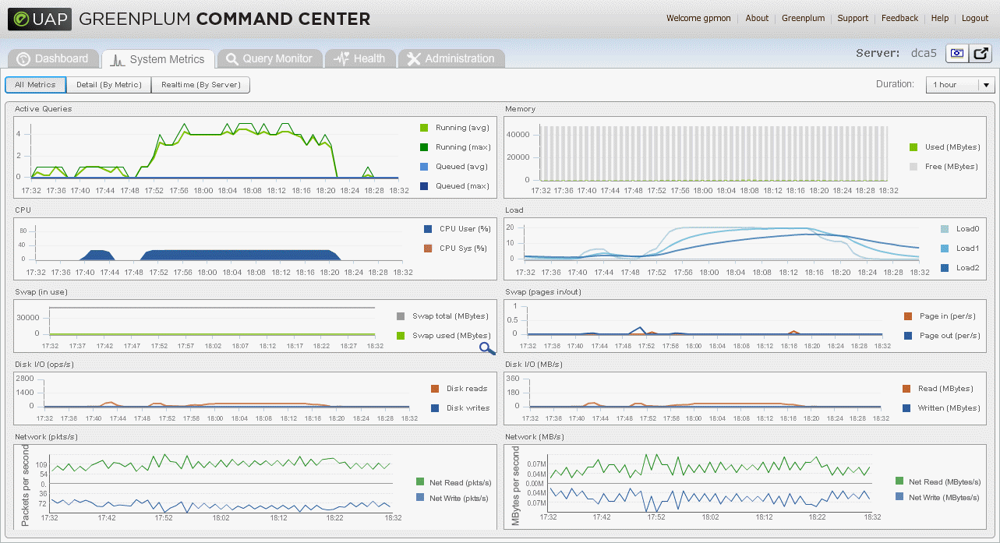 UAP GREENPLUM COMMAND CENTER
Welcome gpmon About Greenplum Support Feedback Help Logout
Dashboard System Metrics Query Monitor Health Administration
Server: dca5
All Metrics Detail (By Metric) Realtime (By Server)
Duration: 1 hour
Active Queries
4
2
0
17:32 17:36 17:40 17:44 17:48 17:52 17:56 18:00 18:04 18:08 18:12 18:16 18:20 18:24 18:28 18:32
Running (avg)
Running (max)
Queued (avg)
Queued (max)
Memory
40000
20000
0
17:32 17:36 17:40 17:44 17:48 17:52 17:56 18:00 18:04 18:08 18:12 18:16 18:20 18:24 18:28 18:32
Used (MBytes)
Free (MBytes)
CPU
80
40
0
17:32 17:36 17:40 17:44 17:48 17:52 17:56 18:00 18:04 18:08 18:12 18:16 18:20 18:24 18:28 18:32
CPU User (%)
CPU Sys (%)
Load
20
10
0
17:32 17:36 17:40 17:44 17:48 17:52 17:56 18:00 18:04 18:08 18:12 18:16 18:20 18:24 18:28 18:32
Load0
Load1
Load2
Swap (in use)
30000
0
17:32 17:37 17:42 17:47 17:52 17:57 18:02 18:07 18:12 18:17 18:22 18:27 18:32
Swap total (MBytes)
Swap used (MBytes)
Swap (pages in/out)
1
0.5
0
17:32 17:36 17:40 17:44 17:48 17:52 17:56 18:00 18:04 18:08 18:12 18:16 18:20 18:24 18:28 18:32
Page in (per/s)
Page out (per/s)
Disk I/O (ops/s)
2800
1400
0
17:32 17:36 17:40 17:44 17:48 17:52 17:56 18:00 18:04 18:08 18:12 18:16 18:20 18:24 18:28 18:32
Disk reads
Disk writes
Disk I/O (MB/s)
360
180
0
17:32 17:36 17:40 17:44 17:48 17:52 17:56 18:00 18:04 18:08 18:12 18:16 18:20 18:24 18:28 18:32
Read (MBytes)
Written (MBytes)
Network (pkts/s)
Packets per second
109
54
0.
36
72
17:32 17:42 17:52 18:02 18:12 18:22 18:32
Net Read (pkts/s)
Net Write (pkts/s)
Network (MB/s)
MBytes per second
0.07M
0.04M
0.00M
0.04M
0.07M
17:32 17:42 17:52 18:02 18:12 18:22 18:32
Net Read (MBytes/s)
Net Write (MBytes/s)